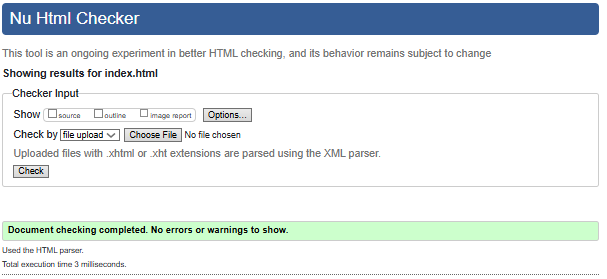 Nu Html Checker
This tool is an ongoing experiment in better HTML checking, and its behavior remains subject to change
Showing results for index.html
Checker Input
Show source outline image report Options...
Check by file upload Choose File No file chosen
Uploaded files with .xhtml or .xht extensions are parsed using the XML parser.
Check
Document checking completed. No errors or warnings to show.
Used the HTML parser.
Total execution time 3 milliseconds.